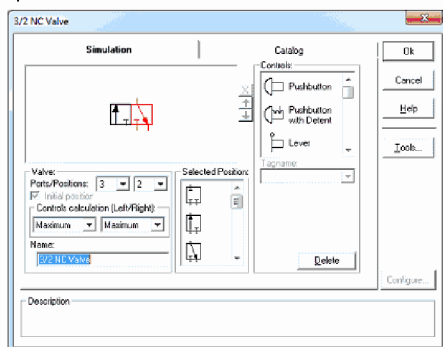 3/2 NC Valve
Simulation
Catalog
Controls:
Pushbutton
Pushbutton
with Detent
Lever
Tagname:
Delete
Valve:
Ports/Positions: 3 2
Initial position
Controls calculation (Left/Right):
Maximum Maximum
Name:
3/2 NC Valve
Selected Position:
Ok
Cancel
Help
Tools...
Configure...
Description